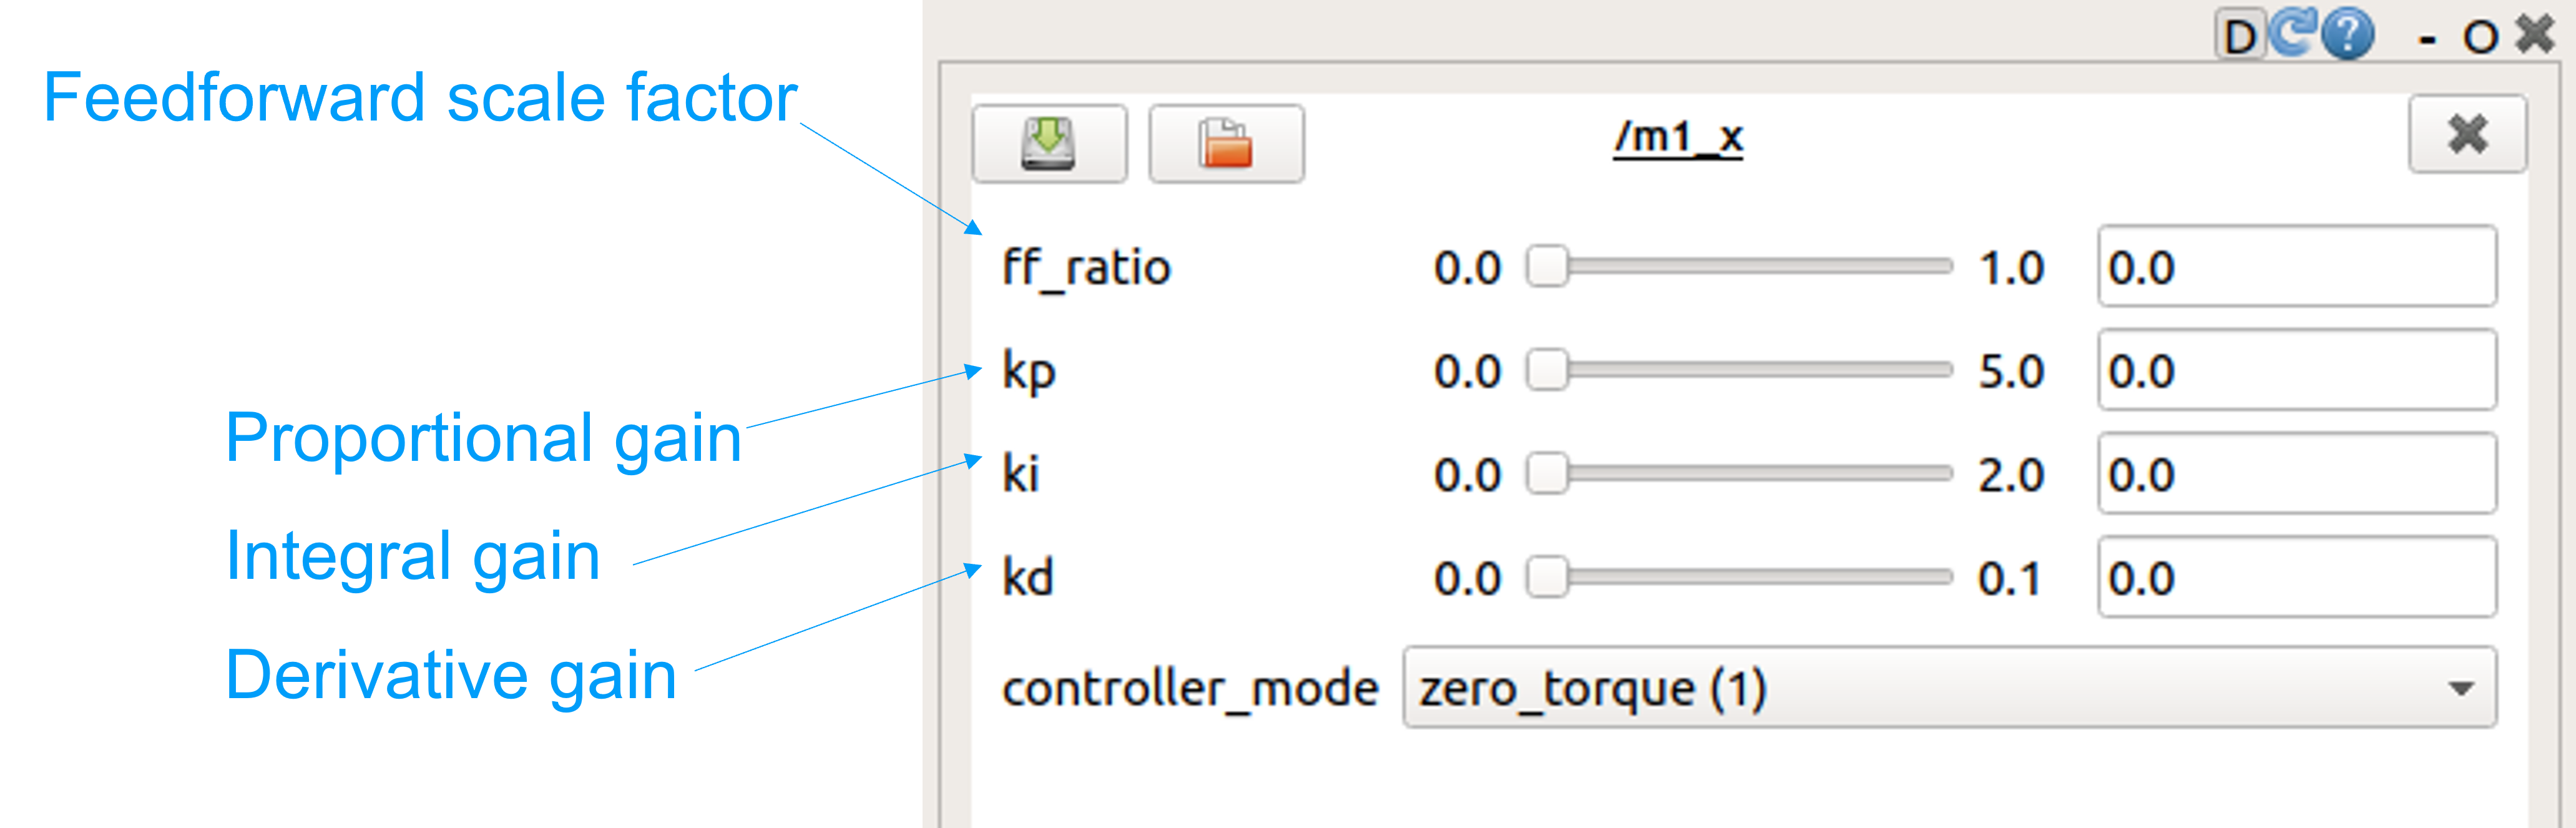 D ? - O
Feedforward scale factor
/m1_x
ff_ratio 0.0 1.0 0.0
kp 0.0 5.0 0.0
Proportional gain
ki 0.0 2.0 0.0
Integral gain
kd 0.0 0.1 0.0
Derivative gain
controller_mode zero_torque (1)